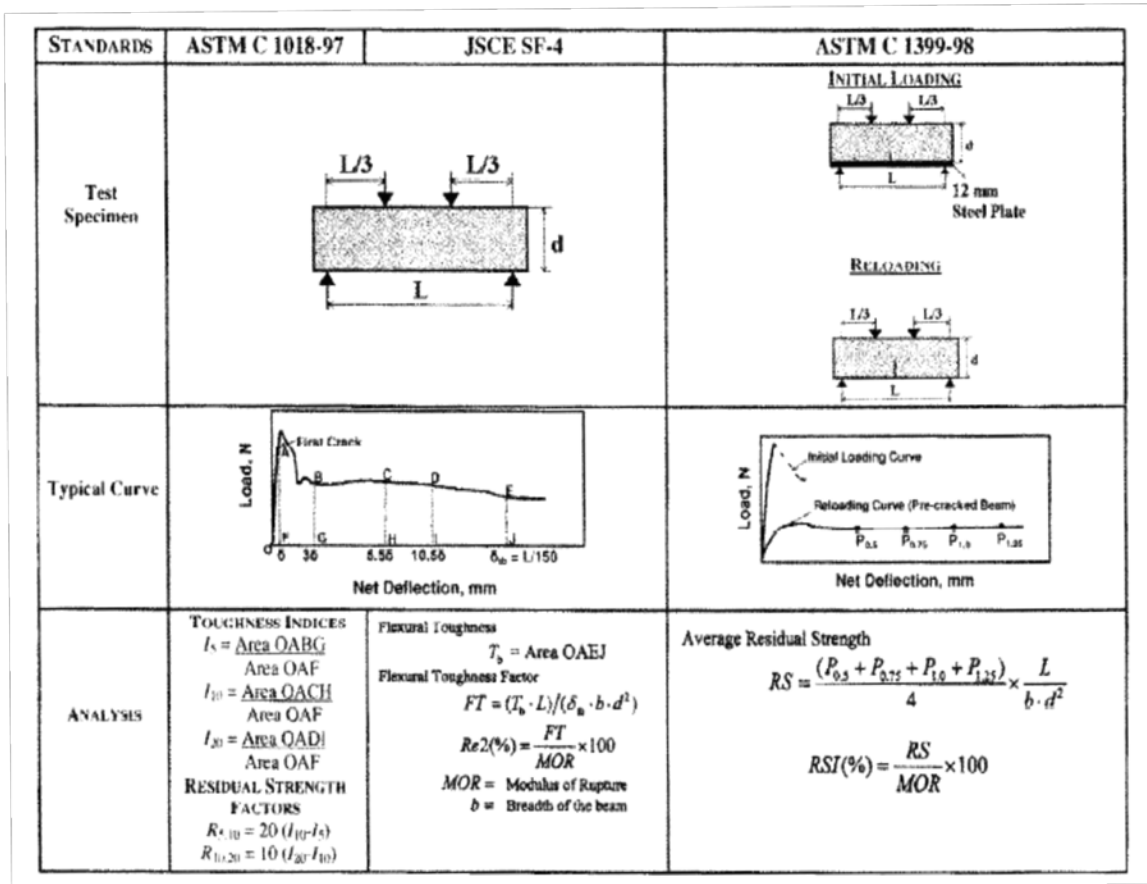 STANDARDS
ASTM C 1018-97
JSCE SF-4
ASTM C 1399-98
Test
Specimen
L/3
L/3
d
L
INITIAL LOADING
L/3
L/3
d
L
12 mm
Steel Plate
RELOADING
L/3
L/3
d
L
Typical Curve
Load, N
First Crack
A
B
C
D
E
O
F
G
H
I
J
δ
3δ
5.5δ
10.5δ
δtb = L/150
Net Deflection, mm
Load, N
Initial Loading Curve
Reloading Curve (Pre-cracked Beam)
P0.5
P0.75
P1.0
P1.25
Net Deflection, mm
ANALYSIS
TOUGHNESS INDICES
I5 = Area OABG
Area OAF
I10 = Area OACH
Area OAF
I20 = Area OADI
Area OAF
RESIDUAL STRENGTH
FACTORS
R5,10 = 20 (I10-I5)
R10,20 = 10 (I20-I10)
Flexural Toughness
Tb = Area OAEJ
Flexural Toughness Factor
FT = (Tb · L)/(δtb · b · d²)
Re2(%) = FT/MOR × 100
MOR = Modulus of Rupture
b = Breadth of the beam
Average Residual Strength
RS = (P0.5 + P0.75 + P1.0 + P1.25)/4 × L/b · d²
RSI(%) = RS/MOR × 100